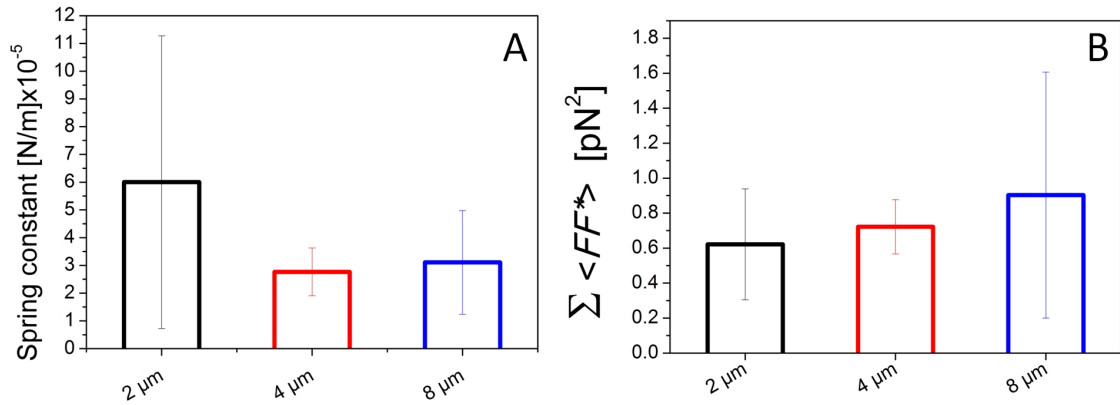 A
Spring constant [N/m]x10⁻⁵
12
11
10
9
8
7
6
5
4
3
2
1
0
2 µm
4 µm
8 µm
B
Σ <FF*> [pN²]
1.8
1.6
1.4
1.2
1.0
0.8
0.6
0.4
0.2
0.0
2 µm
4 µm
8 µm